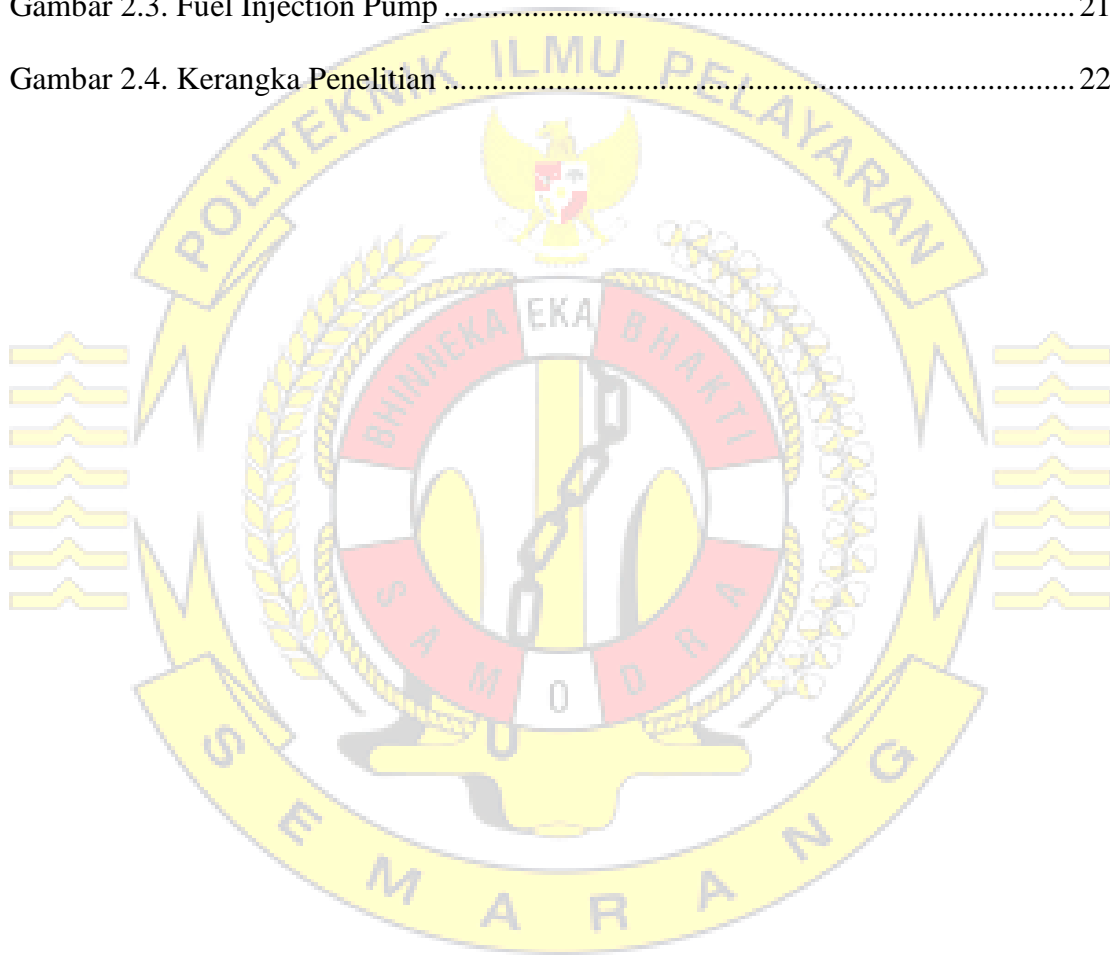 Gambar 2.3. Fuel Injection Pump ................................................................................ 21
Gambar 2.4. Kerangka Penelitian ................................................................................ 22
POLITEKNIK ILMU PELAYARAN
BHINNEKA EKA BHAKTI
SAMODRA
SEMARANG